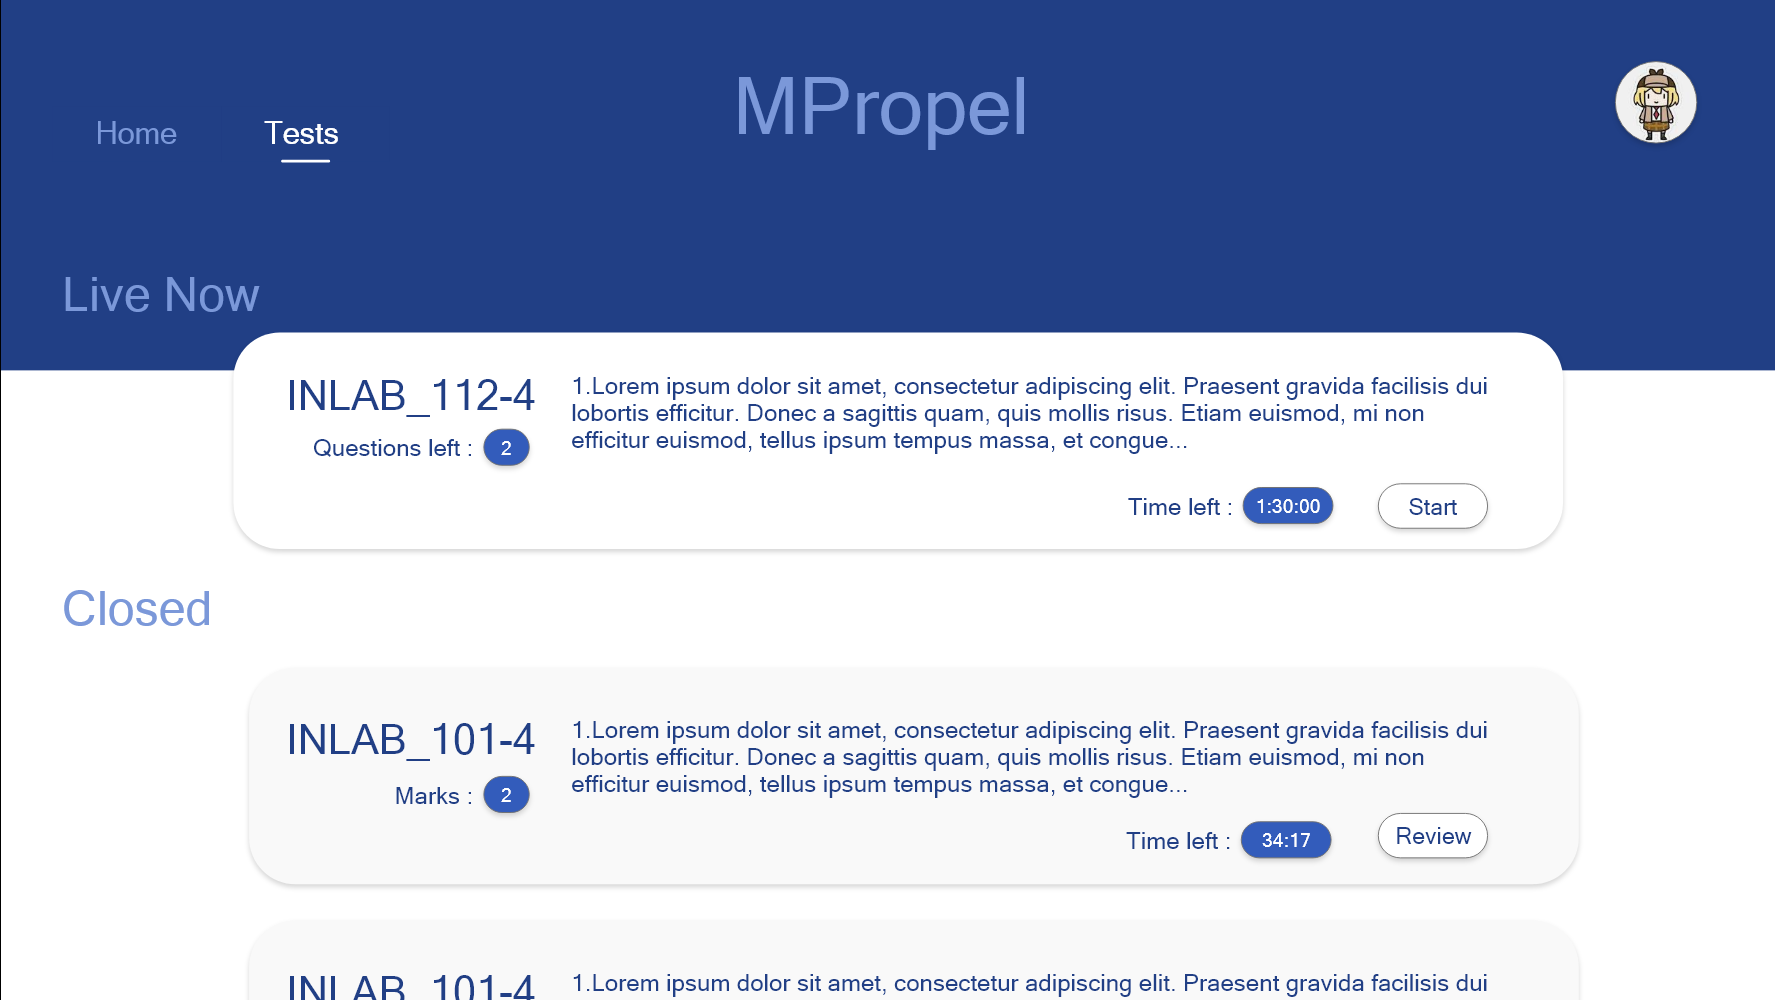 MPropel
Home
Tests
Live Now
INLAB_112-4
Questions left : 2
1.Lorem ipsum dolor sit amet, consectetur adipiscing elit. Praesent gravida facilisis dui
lobortis efficitur. Donec a sagittis quam, quis mollis risus. Etiam euismod, mi non
efficitur euismod, tellus ipsum tempus massa, et congue...
Time left : 1:30:00
Start
Closed
INLAB_101-4
Marks : 2
1.Lorem ipsum dolor sit amet, consectetur adipiscing elit. Praesent gravida facilisis dui
lobortis efficitur. Donec a sagittis quam, quis mollis risus. Etiam euismod, mi non
efficitur euismod, tellus ipsum tempus massa, et congue...
Time left : 34:17
Review
INLAB_101-4
1.Lorem ipsum dolor sit amet, consectetur adipiscing elit. Praesent gravida facilisis dui